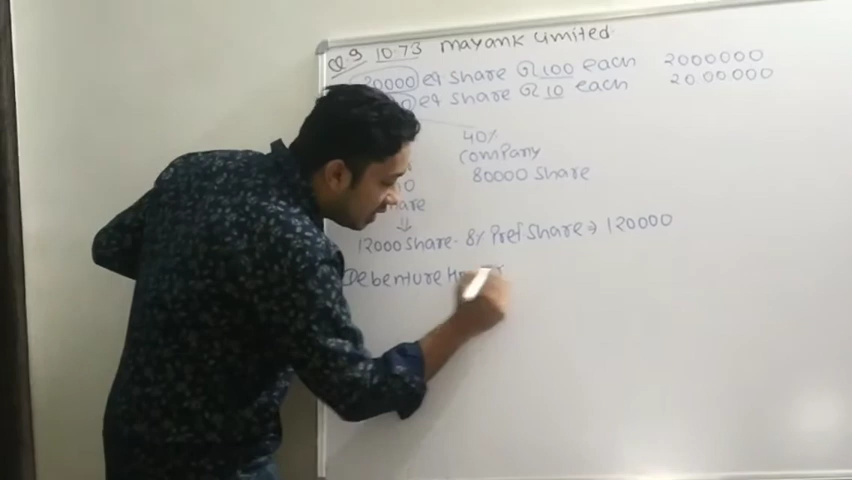 Q 9 10.73 mayank Limited
20000 eq share @ 100 each 2000000
eq share @ 10 each 20,00,000
40%
company
80000 share
share
↓
12000 share - 8% Pref share → 120000
Debenture